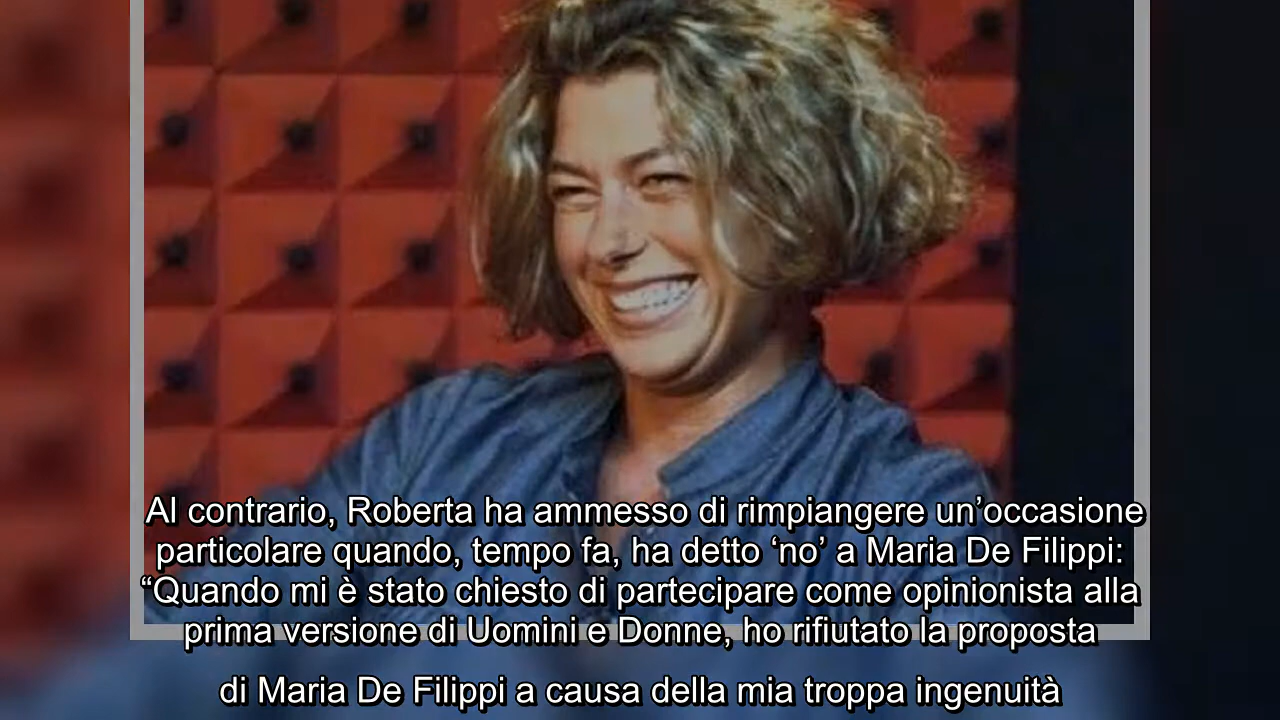 Al contrario, Roberta ha ammesso di rimpiangere un’occasione
particolare quando, tempo fa, ha detto ‘no’ a Maria De Filippi:
“Quando mi è stato chiesto di partecipare come opinionista alla
prima versione di Uomini e Donne, ho rifiutato la proposta
di Maria De Filippi a causa della mia troppa ingenuità